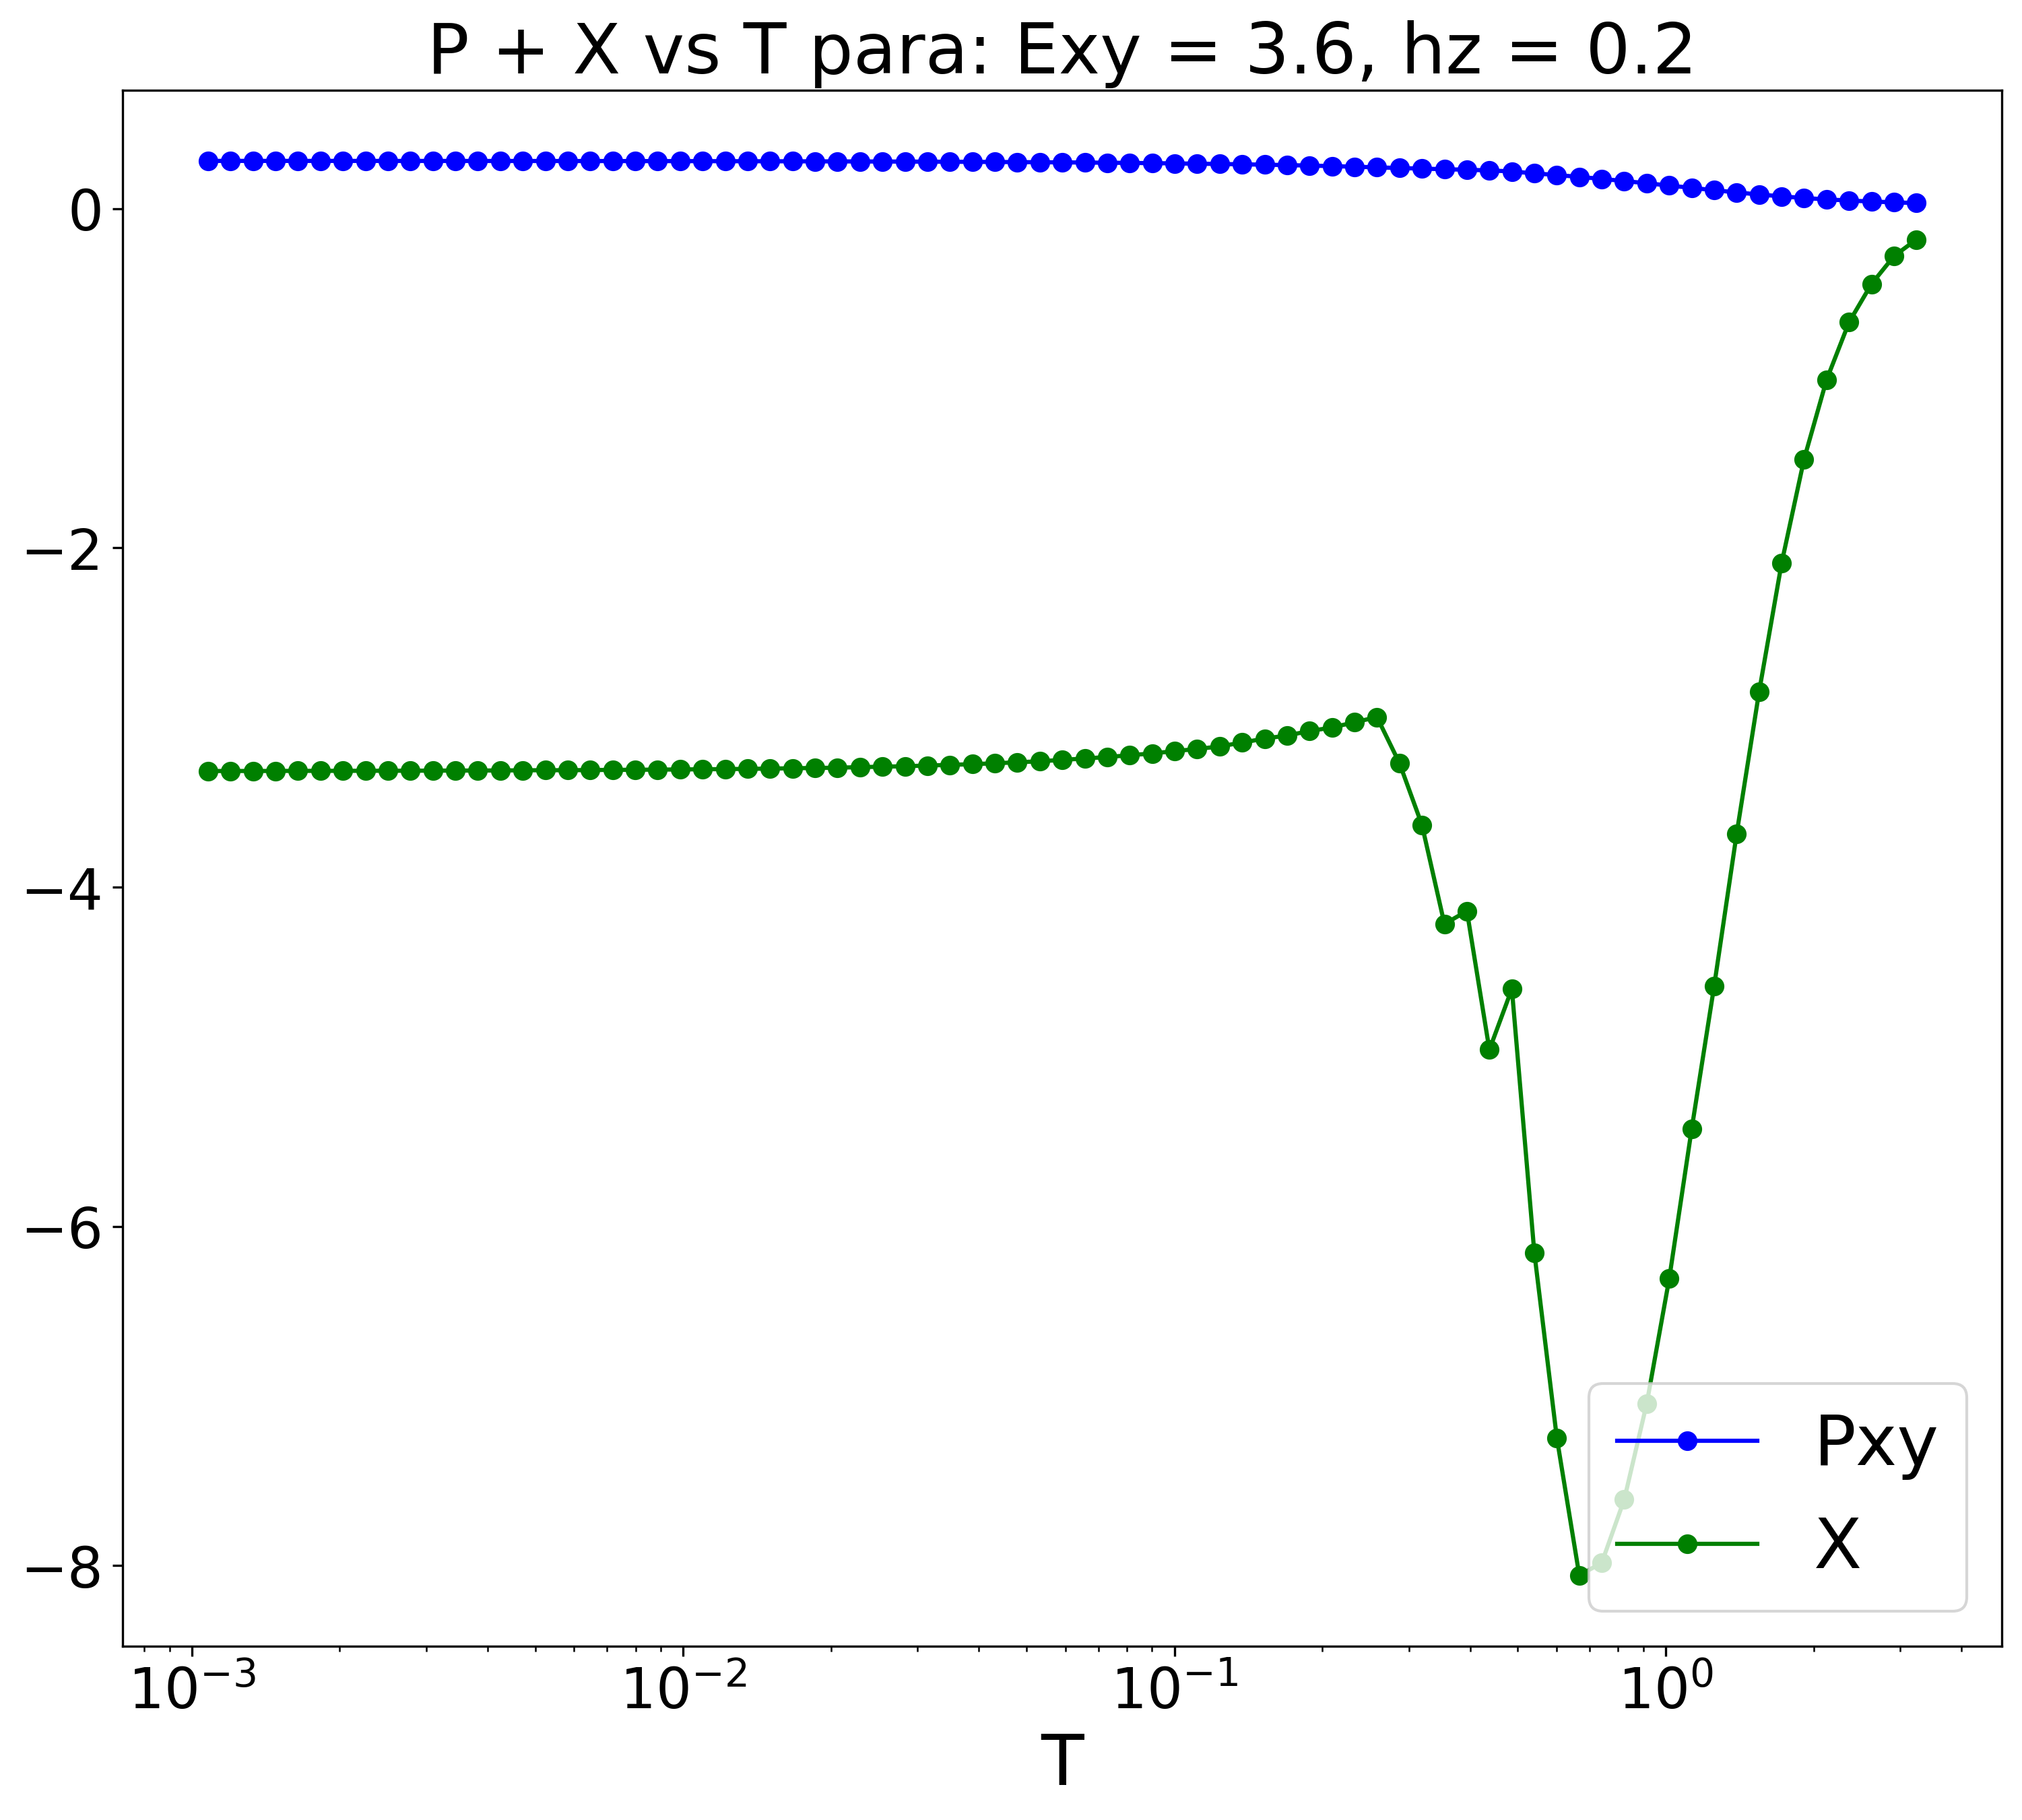 P + X vs T para: Exy = 3.6, hz = 0.2
0
−2
−4
−6
−8
10⁻³ 10⁻² 10⁻¹ 10⁰
T
Pxy
X